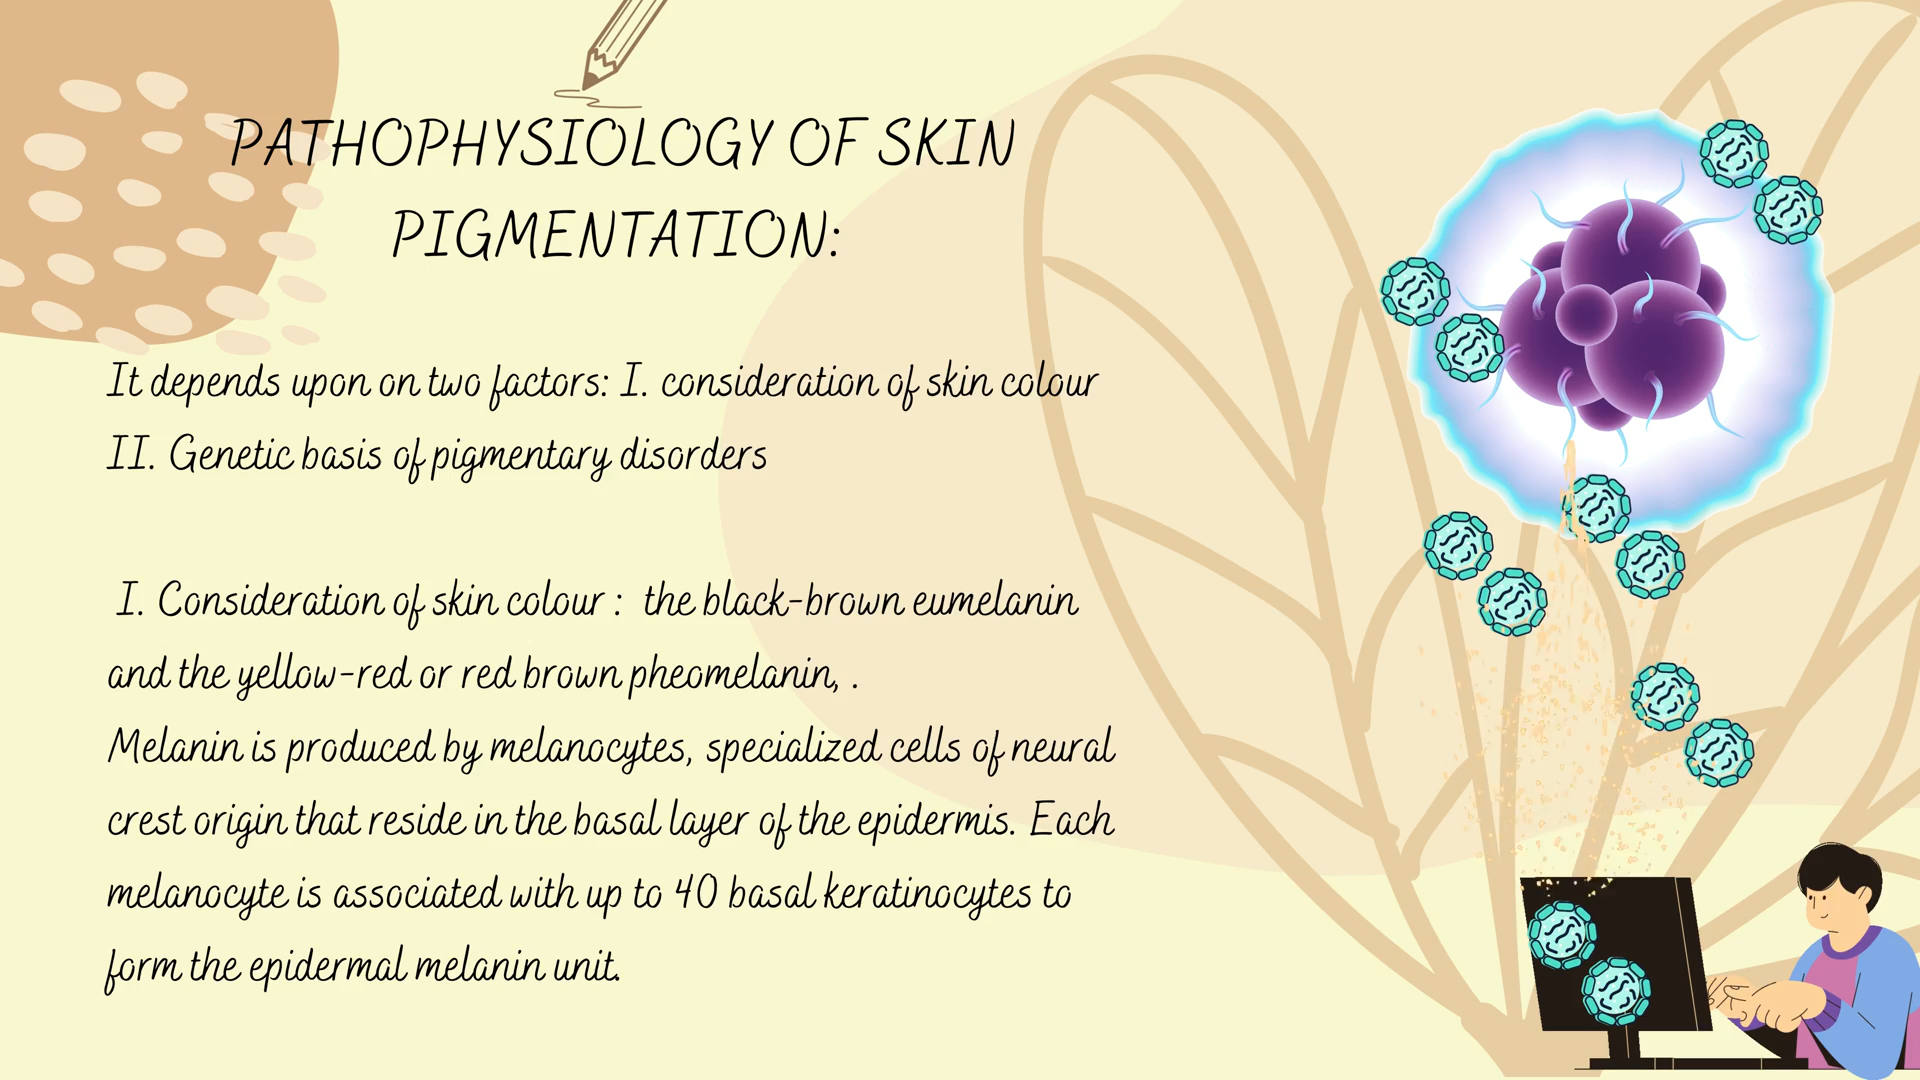 PATHOPHYSIOLOGY OF SKIN
PIGMENTATION:
It depends upon on two factors: I. consideration of skin colour
II. Genetic basis of pigmentary disorders
I. Consideration of skin colour : the black-brown eumelanin
and the yellow-red or red brown pheomelanin, .
Melanin is produced by melanocytes, specialized cells of neural
crest origin that reside in the basal layer of the epidermis. Each
melanocyte is associated with up to 40 basal keratinocytes to
form the epidermal melanin unit.